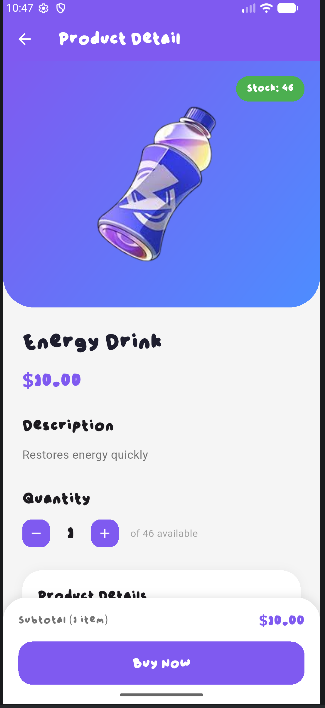 10:47
Product Detail
Stock: 46
Energy Drink
$10.00
Description
Restores energy quickly
Quantity
1
of 46 available
Product Details
Subtotal (1 item)
$10.00
Buy Now